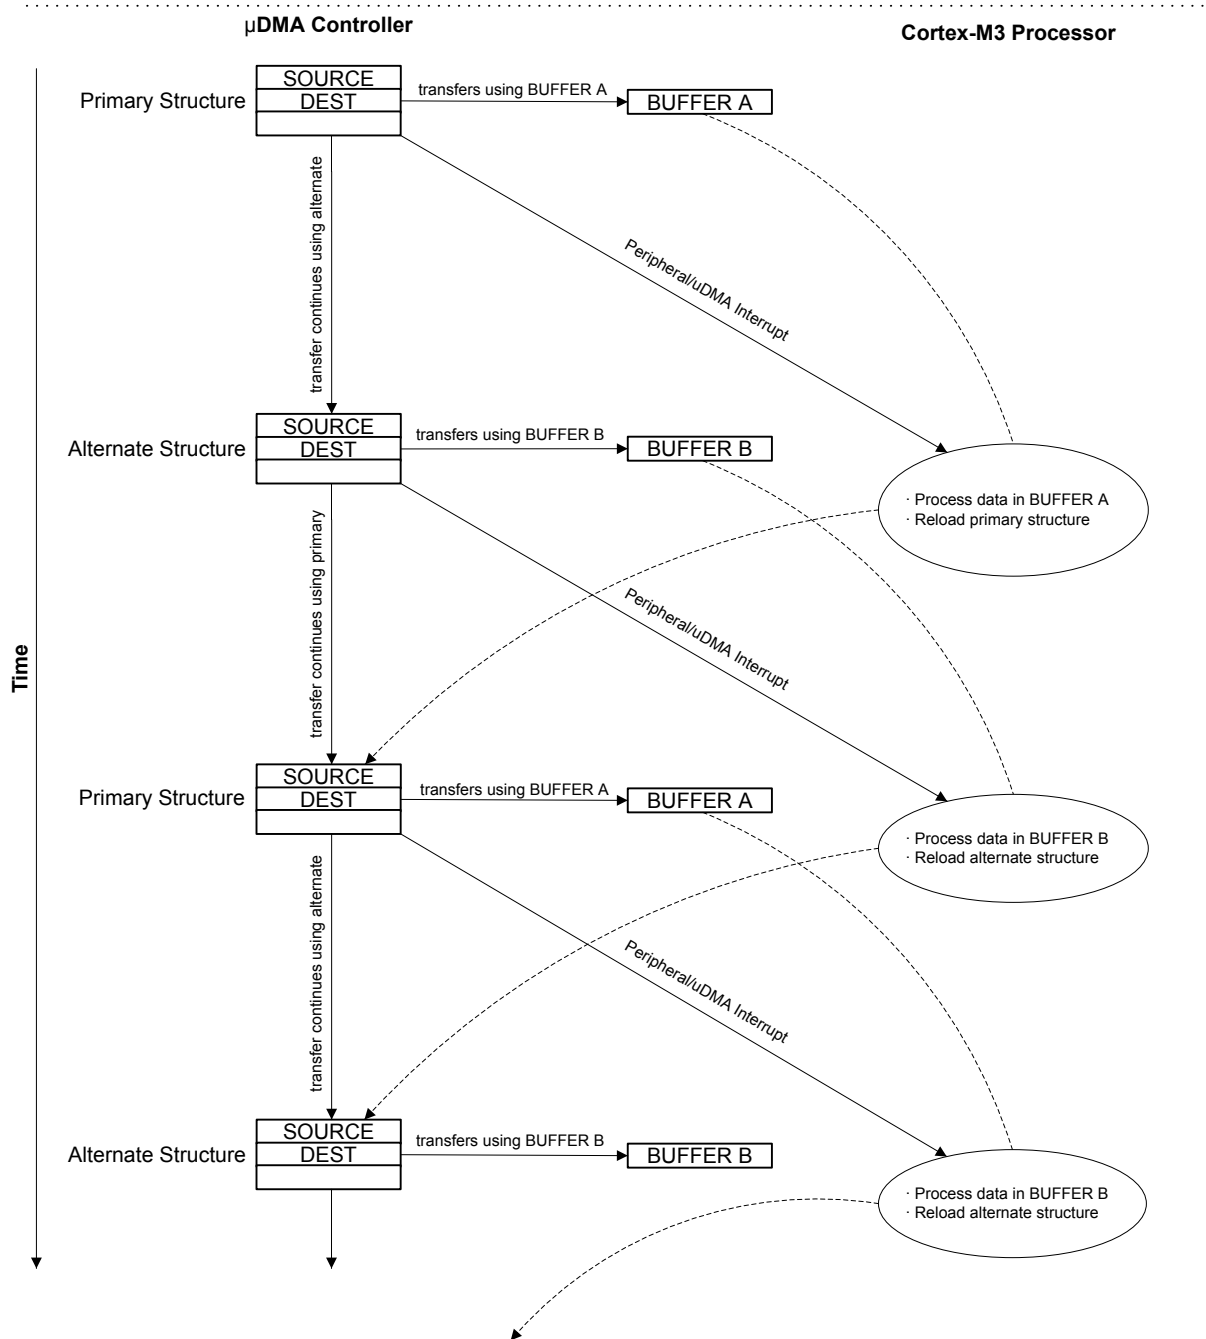 µDMA Controller
Cortex-M3 Processor
SOURCE
Primary Structure
DEST
transfers using BUFFER A
BUFFER A
transfer continues using alternate
Peripheral/uDMA Interrupt
SOURCE
Alternate Structure
DEST
transfers using BUFFER B
BUFFER B
· Process data in BUFFER A
· Reload primary structure
transfer continues using primary
Peripheral/uDMA Interrupt
Time
SOURCE
Primary Structure
DEST
transfers using BUFFER A
BUFFER A
· Process data in BUFFER B
· Reload alternate structure
transfer continues using alternate
Peripheral/uDMA Interrupt
SOURCE
Alternate Structure
DEST
transfers using BUFFER B
BUFFER B
· Process data in BUFFER B
· Reload alternate structure